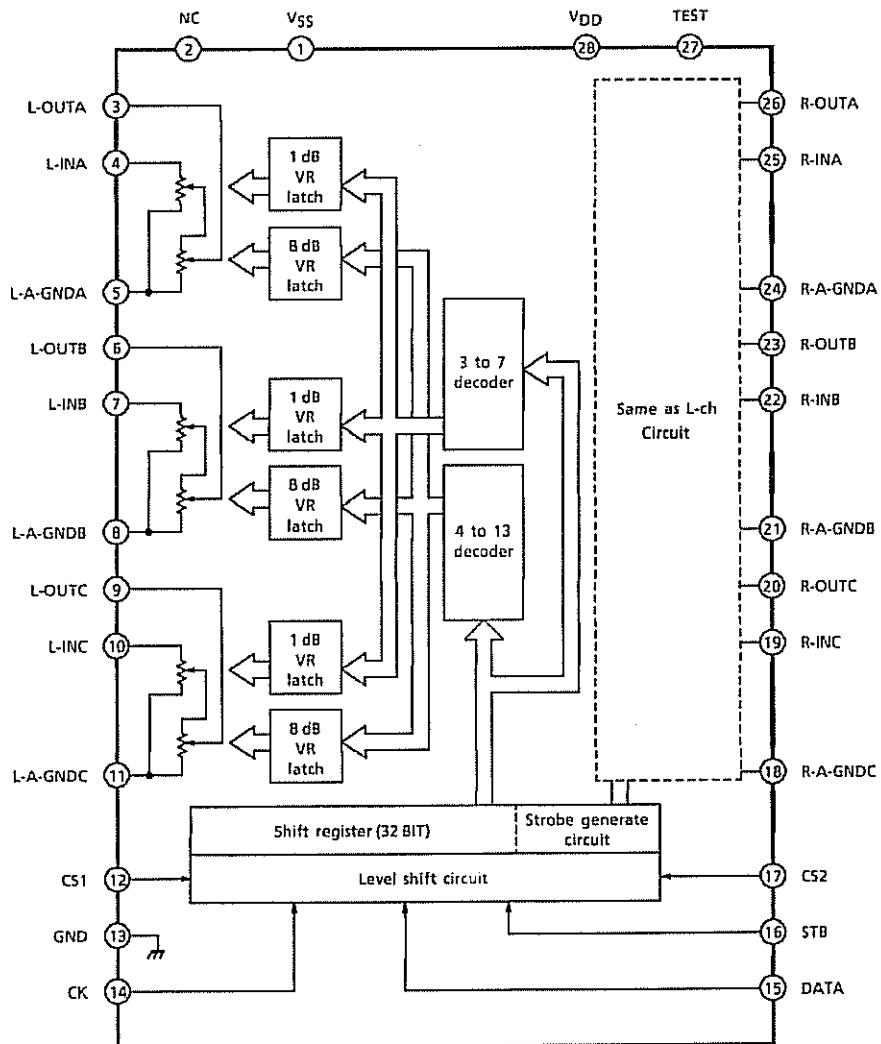 NC
VSS
VDD
TEST
2
1
28
27
L-OUTA
3
26
R-OUTA
L-INA
4
1 dB
VR
latch
25
R-INA
8 dB
VR
latch
L-A-GNDA
5
24
R-A-GNDA
L-OUTB
6
3 to 7
decoder
23
R-OUTB
L-INB
7
1 dB
VR
latch
Same as L-ch
Circuit
22
R-INB
8 dB
VR
latch
4 to 13
decoder
L-A-GNDB
8
21
R-A-GNDB
L-OUTC
9
20
R-OUTC
L-INC
10
1 dB
VR
latch
19
R-INC
8 dB
VR
latch
L-A-GNDC
11
18
R-A-GNDC
Shift register (32 BIT)
Strobe generate
circuit
CS1
12
Level shift circuit
17
CS2
GND
13
16
STB
CK
14
15
DATA